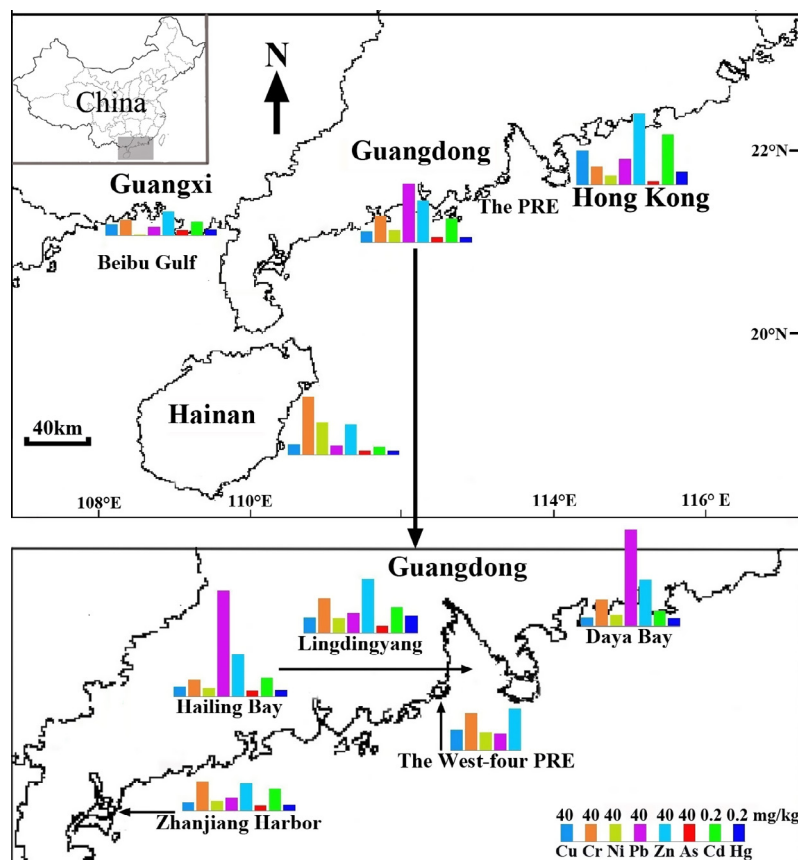 China
N
Guangxi
Beibu Gulf
Guangdong
The PRE
Hong Kong
22°N
20°N
Hainan
40km
108°E 110°E 114°E 116°E
Guangdong
Lingdingyang
Daya Bay
Hailing Bay
The West-four PRE
Zhanjiang Harbor
40 40 40 40 40 40 0.2 0.2 mg/kg
Cu Cr Ni Pb Zn As Cd Hg